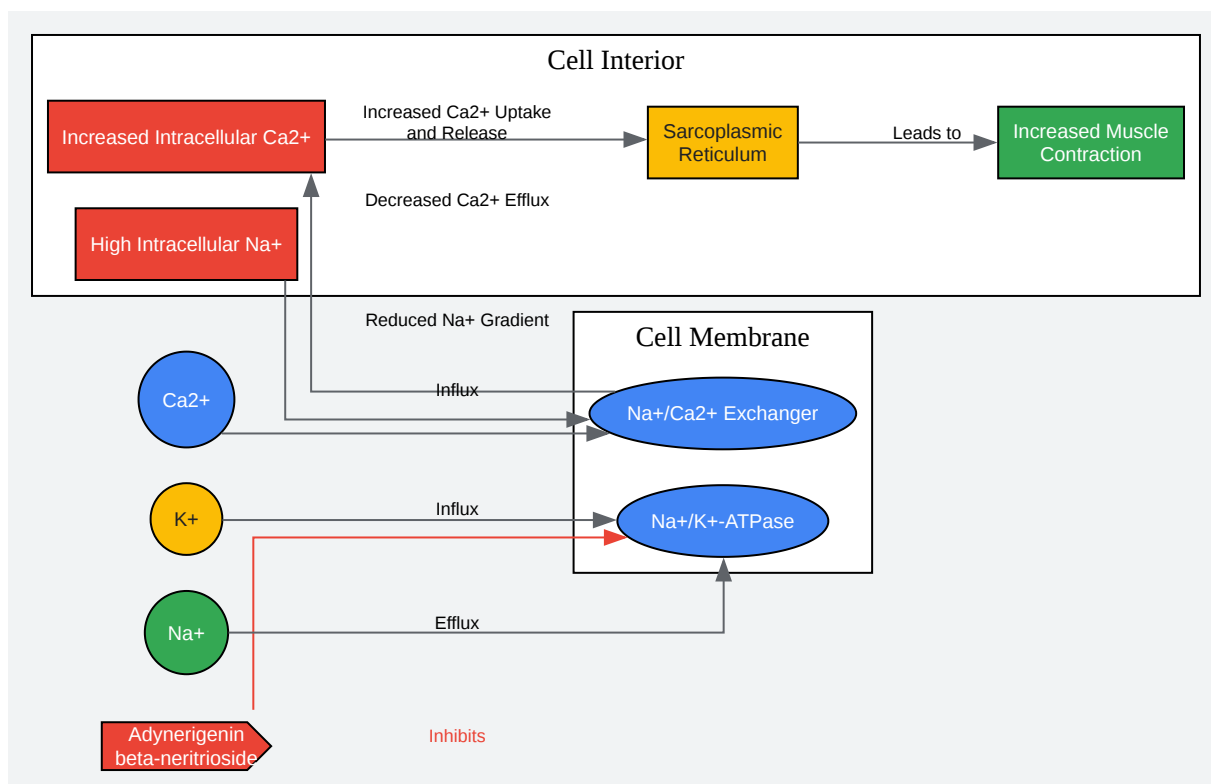 Cell Interior
Increased Intracellular Ca2+
Increased Ca2+ Uptake
and Release
Sarcoplasmic
Reticulum
Leads to
Increased Muscle
Contraction
Decreased Ca2+ Efflux
High Intracellular Na+
Reduced Na+ Gradient
Cell Membrane
Ca2+
Influx
Na+/Ca2+ Exchanger
K+
Influx
Na+/K+-ATPase
Na+
Efflux
Adynerigenin
beta-neritrioside
Inhibits